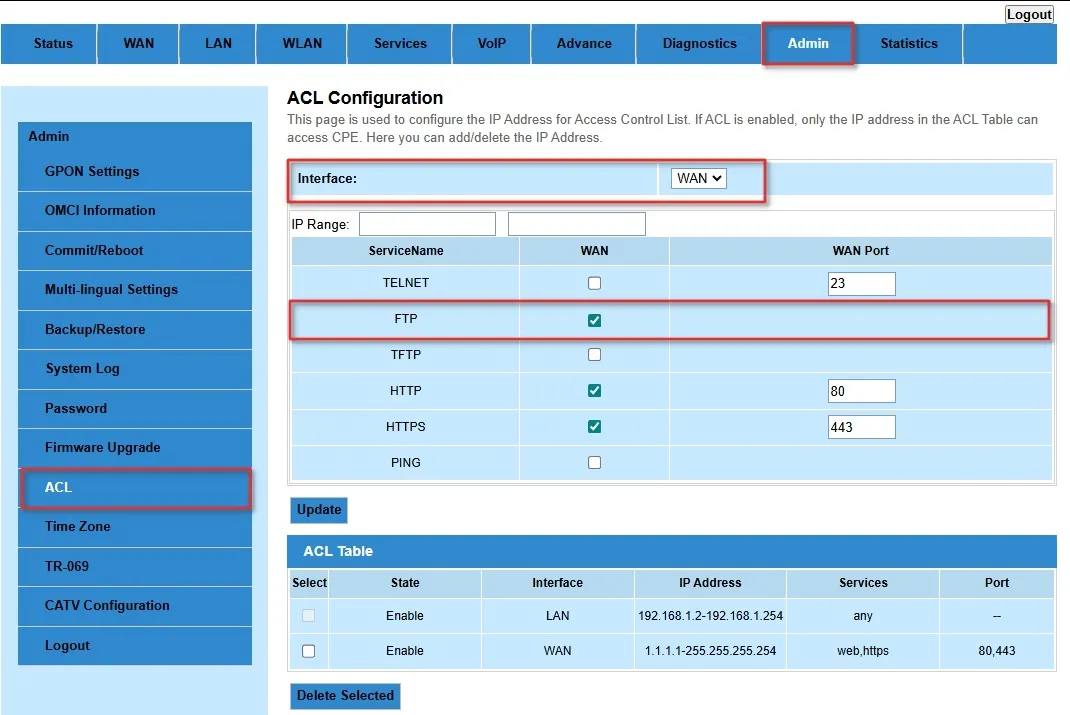 Logout
Status WAN LAN WLAN Services VoIP Advance Diagnostics Admin Statistics
Admin
GPON Settings
OMCI Information
Commit/Reboot
Multi-lingual Settings
Backup/Restore
System Log
Password
Firmware Upgrade
ACL
Time Zone
TR-069
CATV Configuration
Logout
ACL Configuration
This page is used to configure the IP Address for Access Control List. If ACL is enabled, only the IP address in the ACL Table can
access CPE. Here you can add/delete the IP Address.
Interface: WAN
IP Range:
ServiceName WAN WAN Port
TELNET 23
FTP
TFTP
HTTP 80
HTTPS 443
PING
Update
ACL Table
Select State Interface IP Address Services Port
Enable LAN 192.168.1.2-192.168.1.254 any --
Enable WAN 1.1.1.1-255.255.255.254 web,https 80,443
Delete Selected